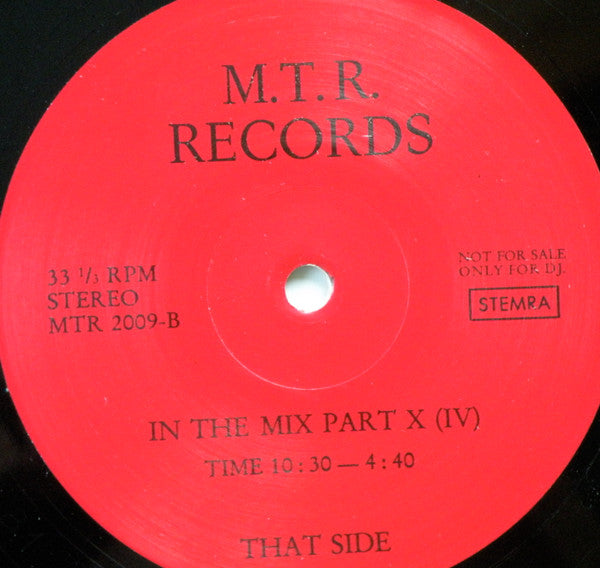 M.T.R.
RECORDS
33 1/3 RPM
STEREO
MTR 2009-B
NOT FOR SALE
ONLY FOR DJ.
STEMRA
IN THE MIX PART X (IV)
TIME 10:30 — 4:40
THAT SIDE